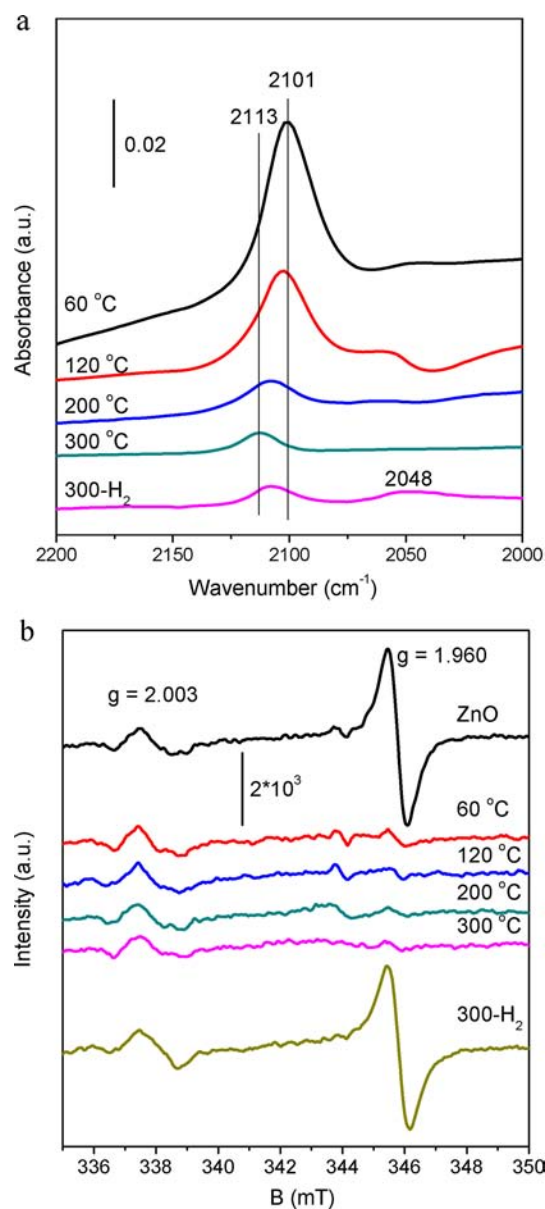 a
2101
2113
0.02
Absorbance (a.u.)
60 °C
120 °C
200 °C
300 °C
300-H₂
2048
2200 2150 2100 2050 2000
Wavenumber (cm⁻¹)
b
g = 1.960
g = 2.003
ZnO
2*10³
60 °C
120 °C
200 °C
300 °C
300-H₂
Intensity (a.u.)
336 338 340 342 344 346 348 350
B (mT)